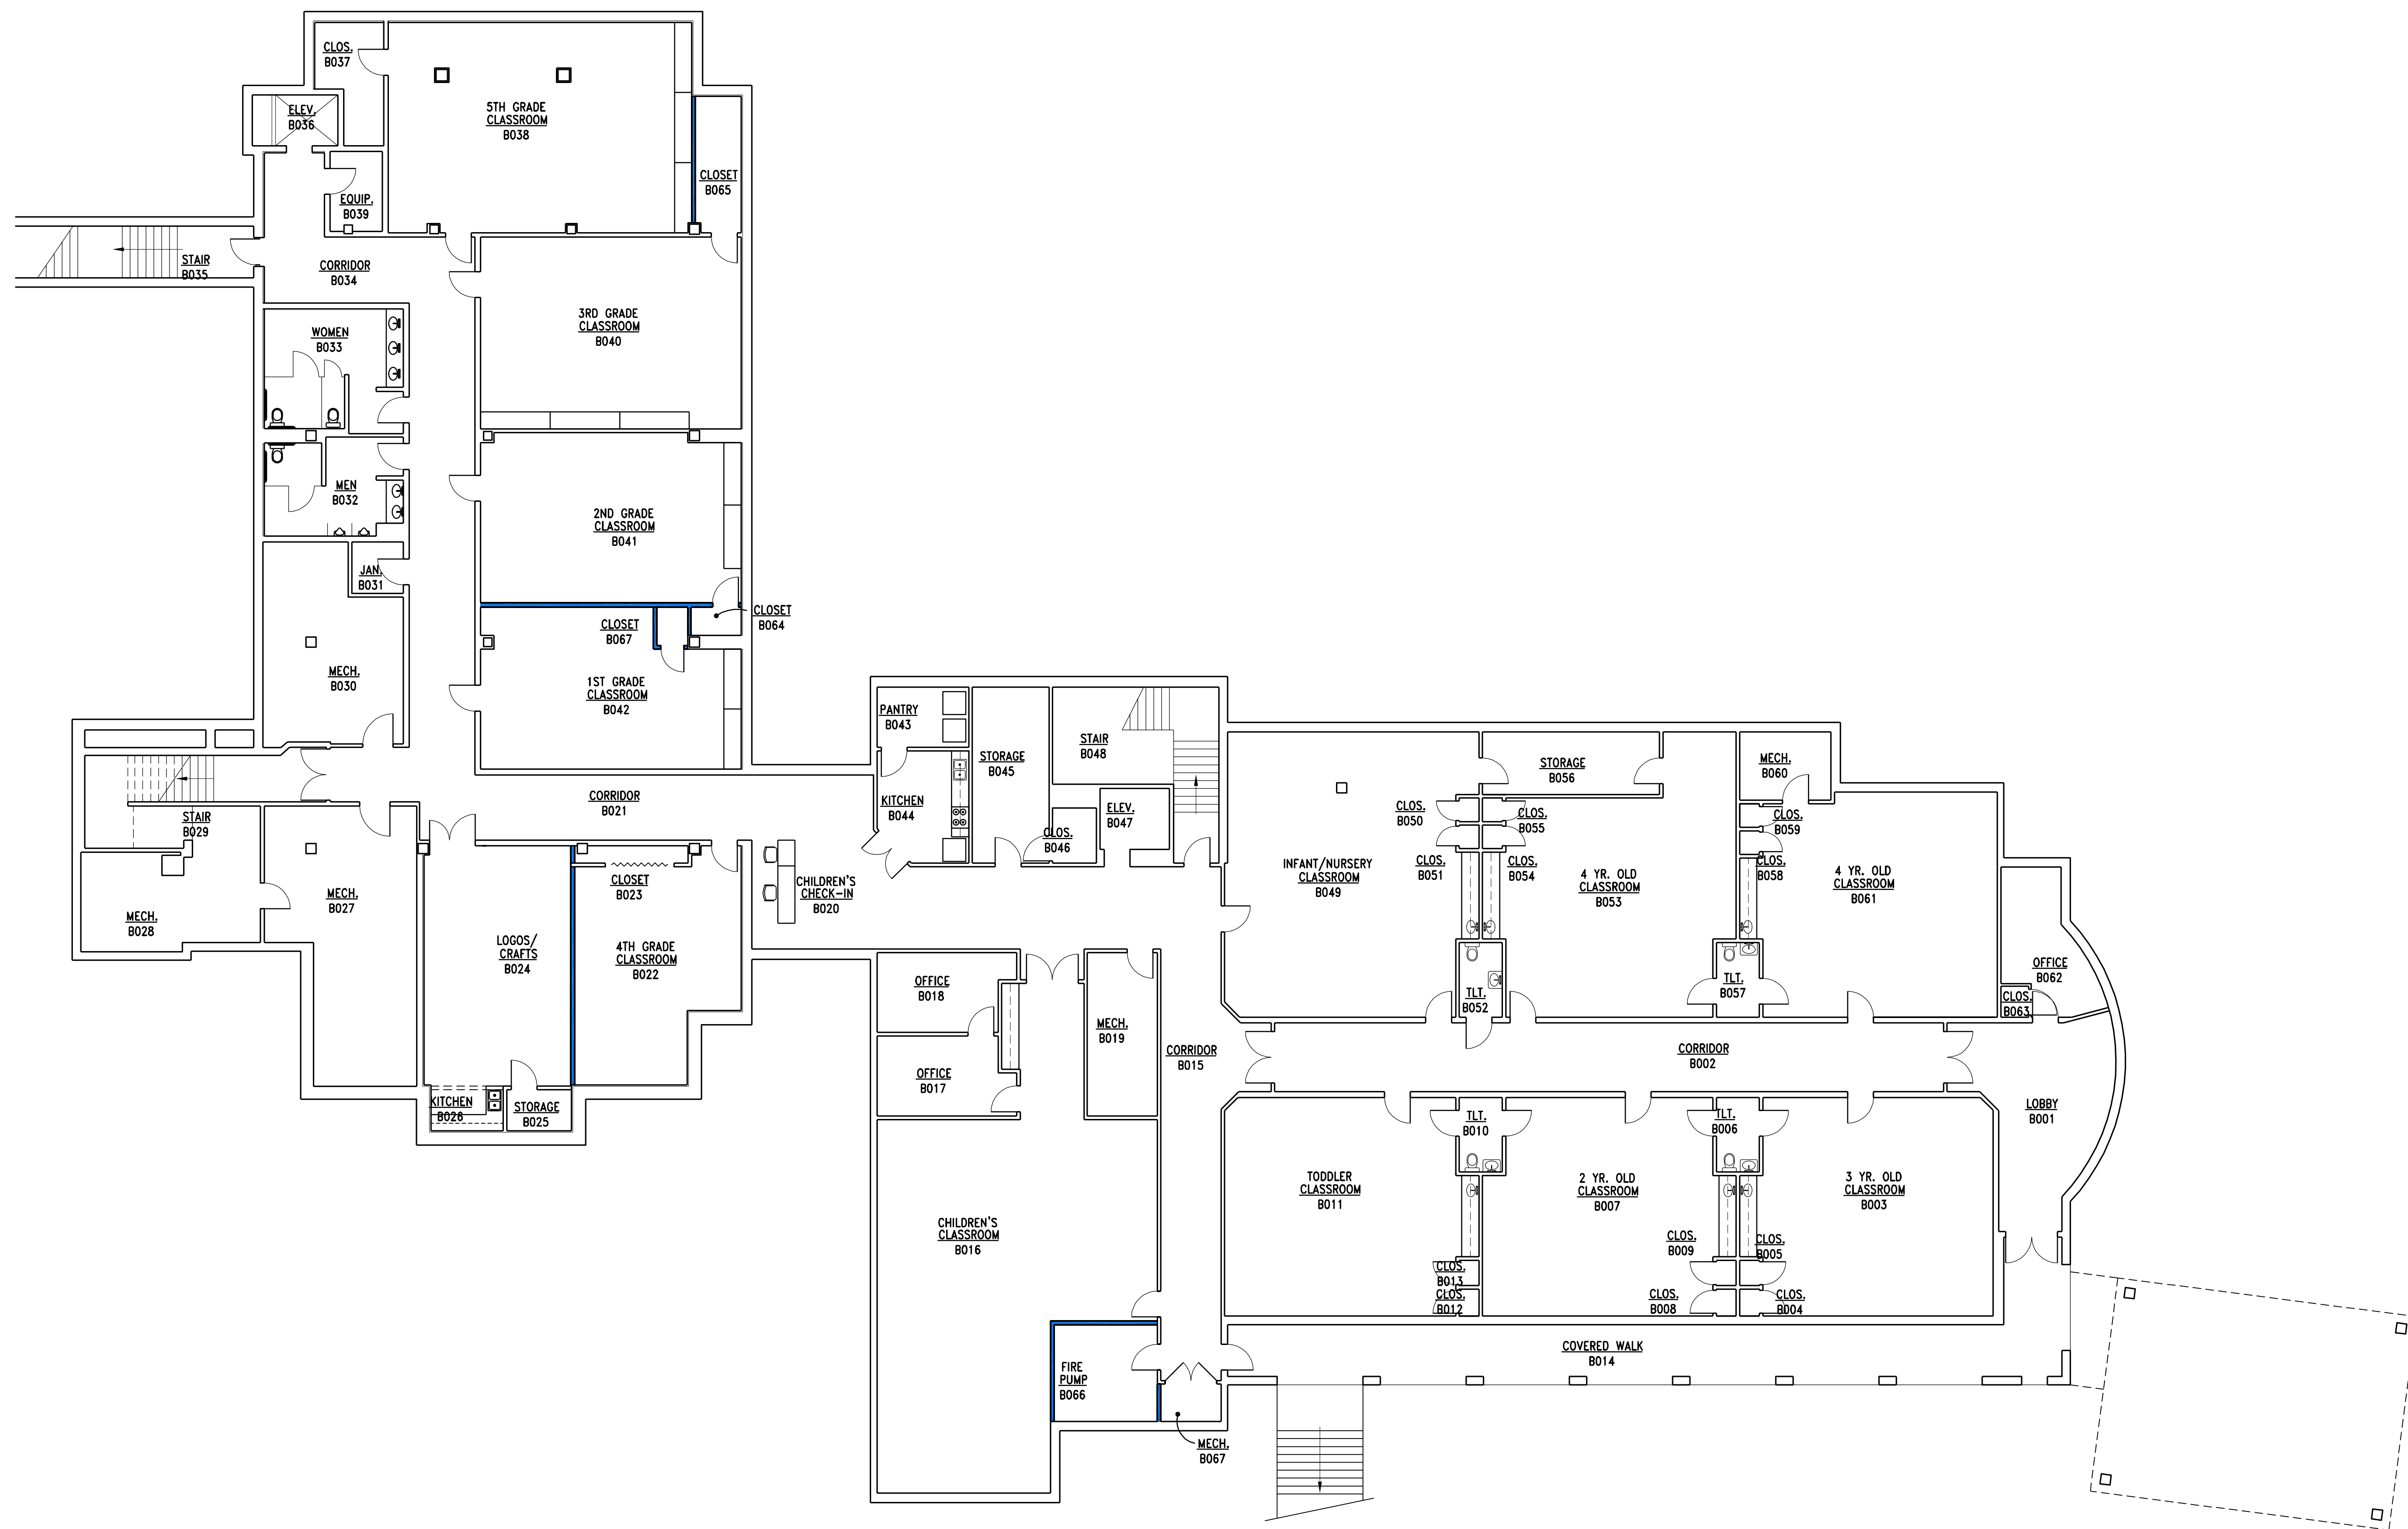 CLOS.
B037
ELEV.
B036
5TH GRADE
CLASSROOM
B038
CLOSET
B065
EQUIP.
B039
STAIR
B035
CORRIDOR
B034
3RD GRADE
CLASSROOM
B040
WOMEN
B033
MEN
B032
2ND GRADE
CLASSROOM
B041
JAN.
B031
CLOSET
B064
CLOSET
B067
MECH.
B030
1ST GRADE
CLASSROOM
B042
PANTRY
B043
STORAGE
B045
STAIR
B048
KITCHEN
B044
CLOS.
B046
ELEV.
B047
CORRIDOR
B021
STAIR
B029
MECH.
B028
MECH.
B027
LOGOS/
CRAFTS
B024
CLOSET
B023
4TH GRADE
CLASSROOM
B022
CHILDREN'S
CHECK-IN
B020
KITCHEN
B026
STORAGE
B025
OFFICE
B018
OFFICE
B017
MECH.
B019
CORRIDOR
B015
CHILDREN'S
CLASSROOM
B016
FIRE
PUMP
B066
MECH.
B067
INFANT/NURSERY
CLASSROOM
B049
CLOS.
B050
CLOS.
B051
STORAGE
B056
CLOS.
B055
CLOS.
B054
4 YR. OLD
CLASSROOM
B053
TLT.
B052
TLT.
B057
MECH.
B060
CLOS.
B059
CLOS.
B058
4 YR. OLD
CLASSROOM
B061
OFFICE
B062
CLOS.
B063
CORRIDOR
B002
LOBBY
B001
TODDLER
CLASSROOM
B011
TLT.
B010
CLOS.
B013
CLOS.
B012
2 YR. OLD
CLASSROOM
B007
TLT.
B006
CLOS.
B009
CLOS.
B008
CLOS.
B005
CLOS.
B004
3 YR. OLD
CLASSROOM
B003
COVERED WALK
B014